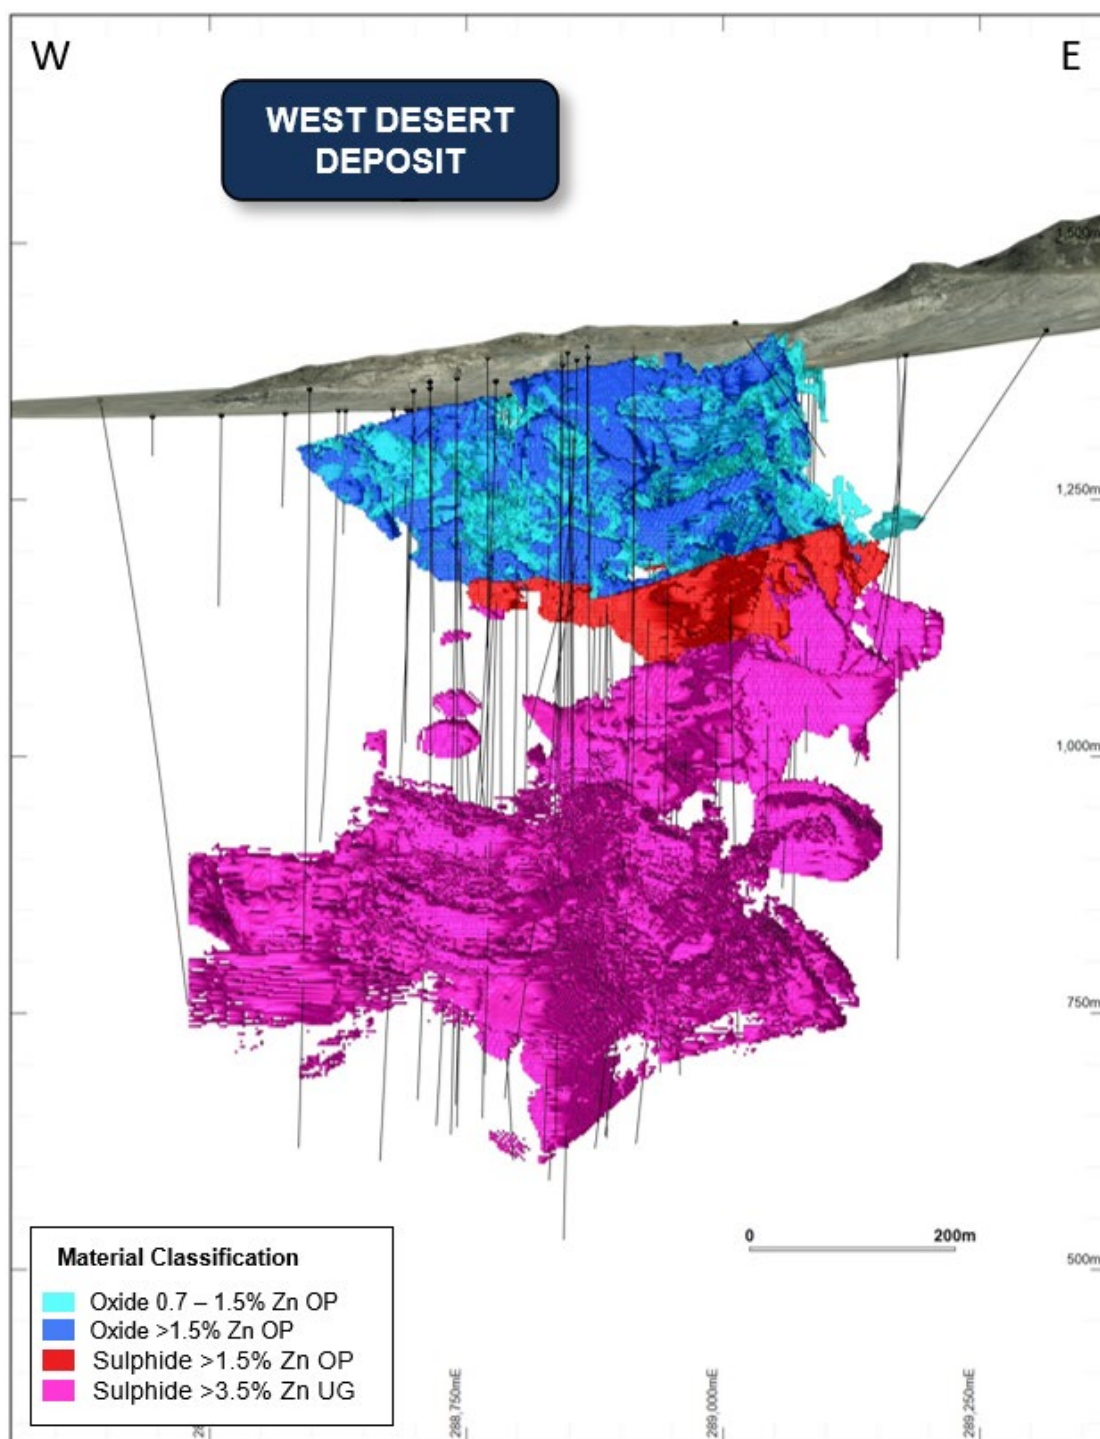 W
E
WEST DESERT
DEPOSIT
1,500m
1,250m
1,000m
750m
500m
0
200m
Material Classification
Oxide 0.7 – 1.5% Zn OP
Oxide >1.5% Zn OP
Sulphide >1.5% Zn OP
Sulphide >3.5% Zn UG
288,750mE
289,000mE
289,250mE